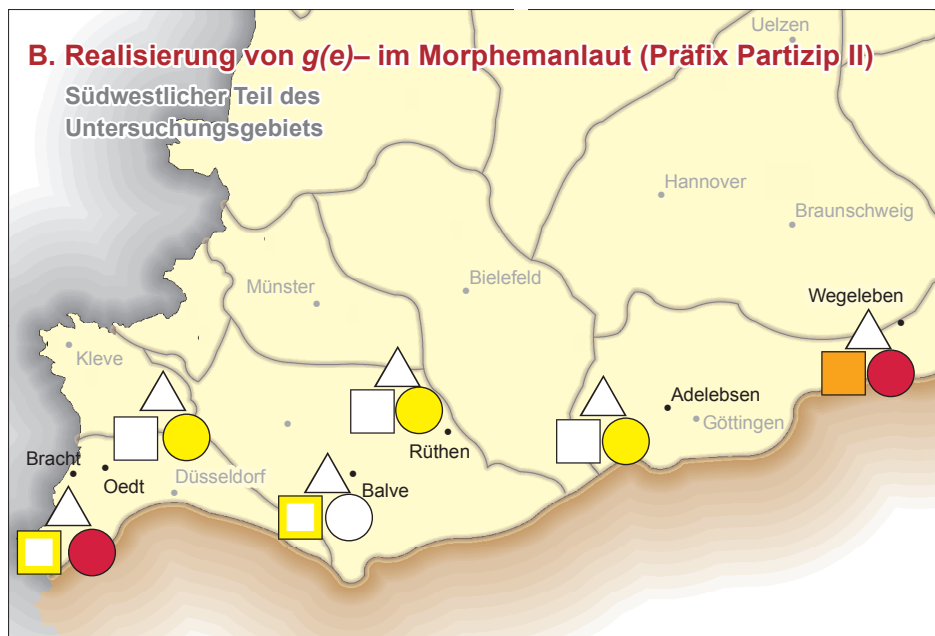 Uelzen
B. Realisierung von g(e)– im Morphemanlaut (Präfix Partizip II)
Südwestlicher Teil des
Untersuchungsgebiets
Hannover
Braunschweig
Bielefeld
Münster
Wegeleben
Kleve
Adelebsen
Göttingen
Rüthen
Bracht
Oedt
Düsseldorf
Balve